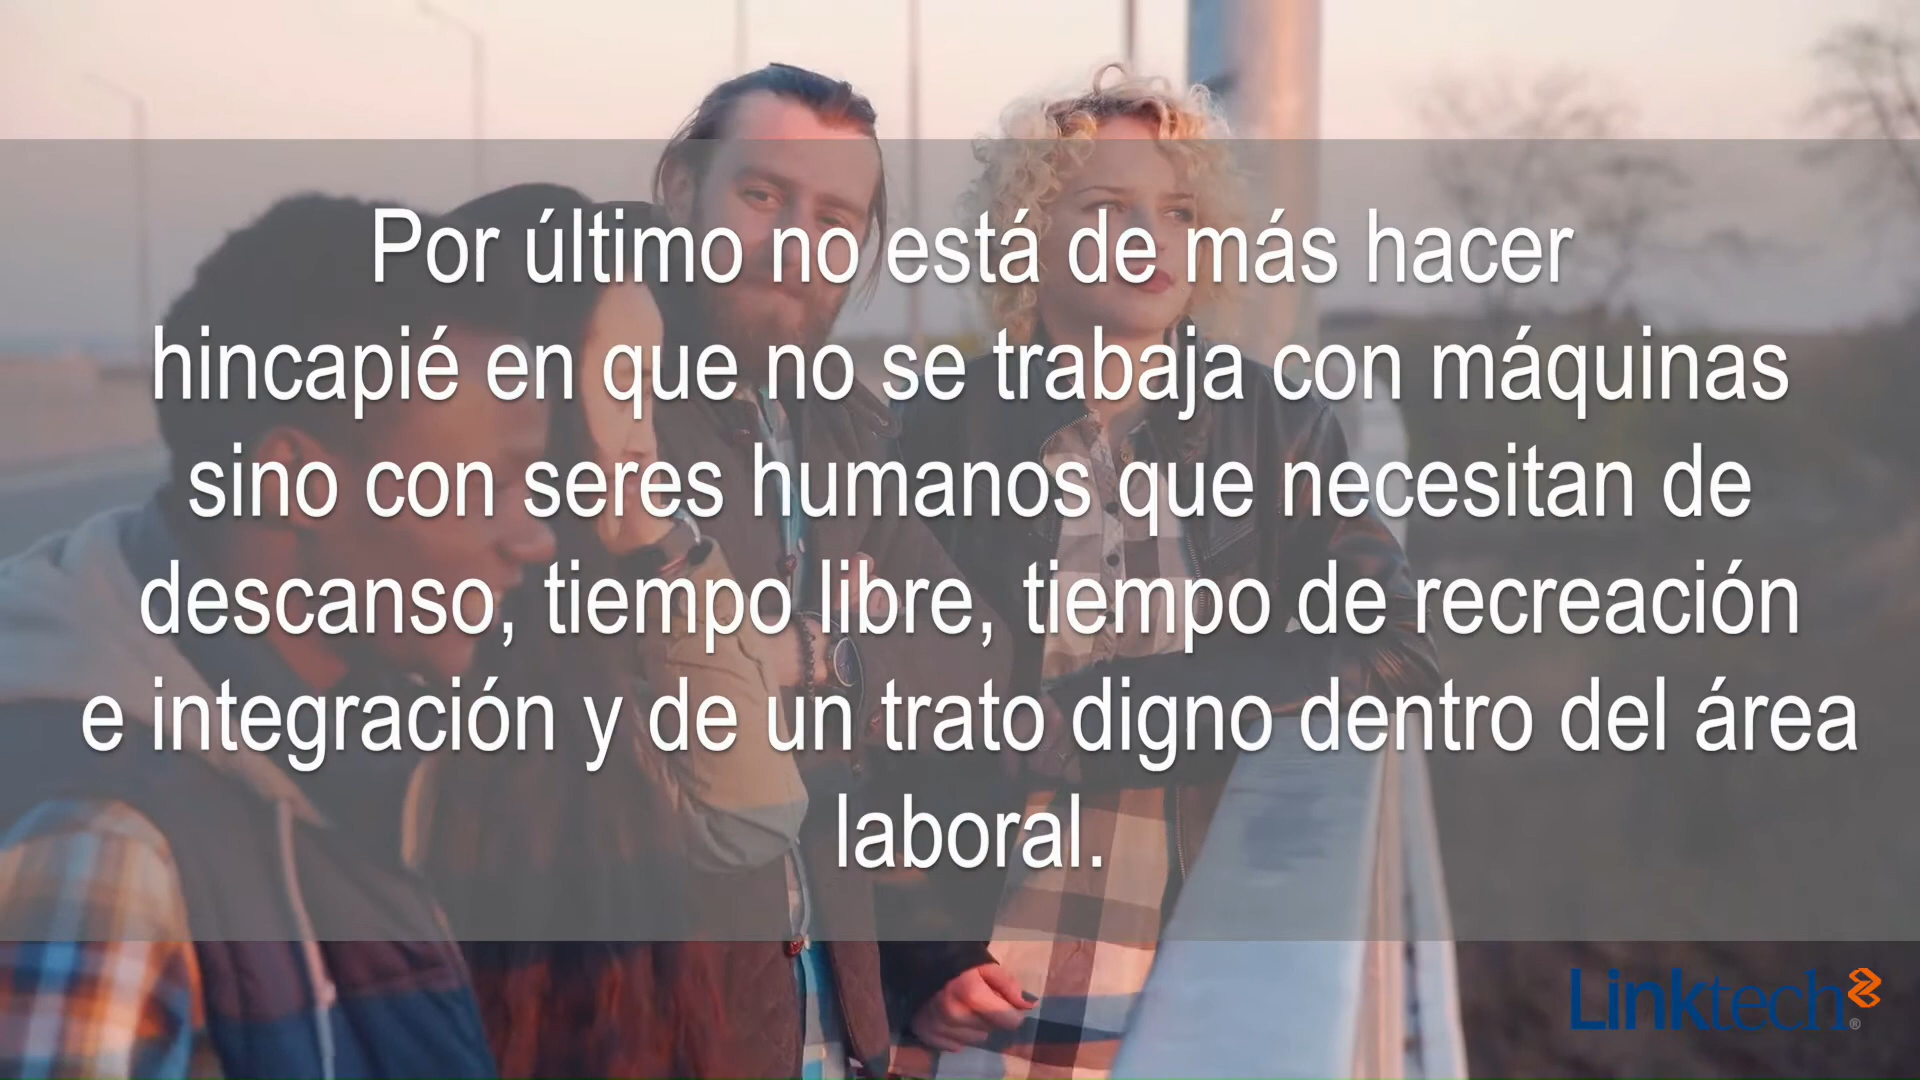 Por último no está de más hacer
hincapié en que no se trabaja con máquinas
sino con seres humanos que necesitan de
descanso, tiempo libre, tiempo de recreación
e integración y de un trato digno dentro del área
laboral.
Linktech®